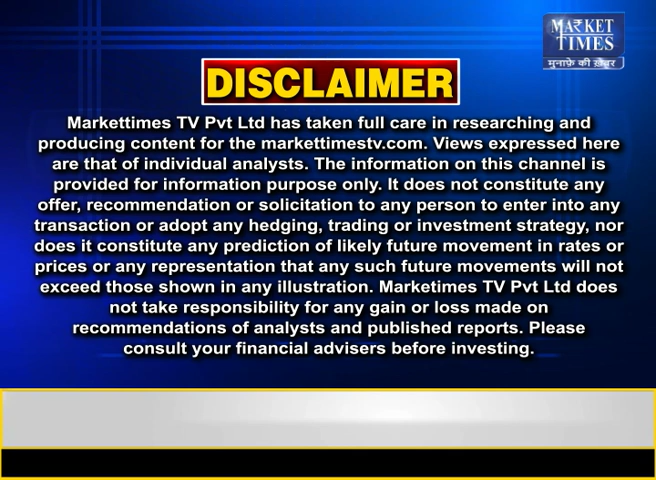 MARKET
TIMES
मुनाफ़े की ख़बर
DISCLAIMER
Markettimes TV Pvt Ltd has taken full care in researching and
producing content for the markettimestv.com. Views expressed here
are that of individual analysts. The information on this channel is
provided for information purpose only. It does not constitute any
offer, recommendation or solicitation to any person to enter into any
transaction or adopt any hedging, trading or investment strategy, nor
does it constitute any prediction of likely future movement in rates or
prices or any representation that any such future movements will not
exceed those shown in any illustration. Marketimes TV Pvt Ltd does
not take responsibility for any gain or loss made on
recommendations of analysts and published reports. Please
consult your financial advisers before investing.